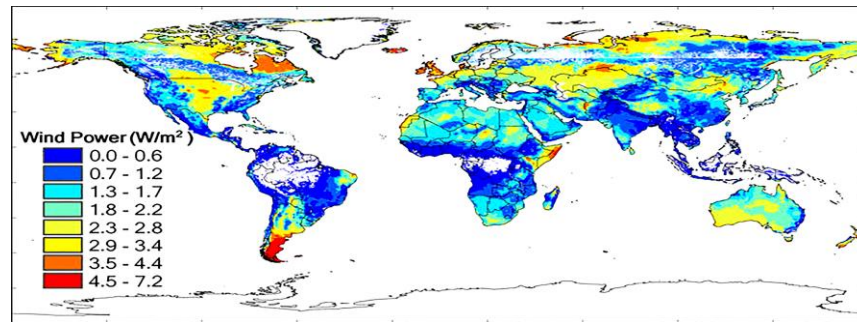 Wind Power (W/m²)
0.0 - 0.6
0.7 - 1.2
1.3 - 1.7
1.8 - 2.2
2.3 - 2.8
2.9 - 3.4
3.5 - 4.4
4.5 - 7.2